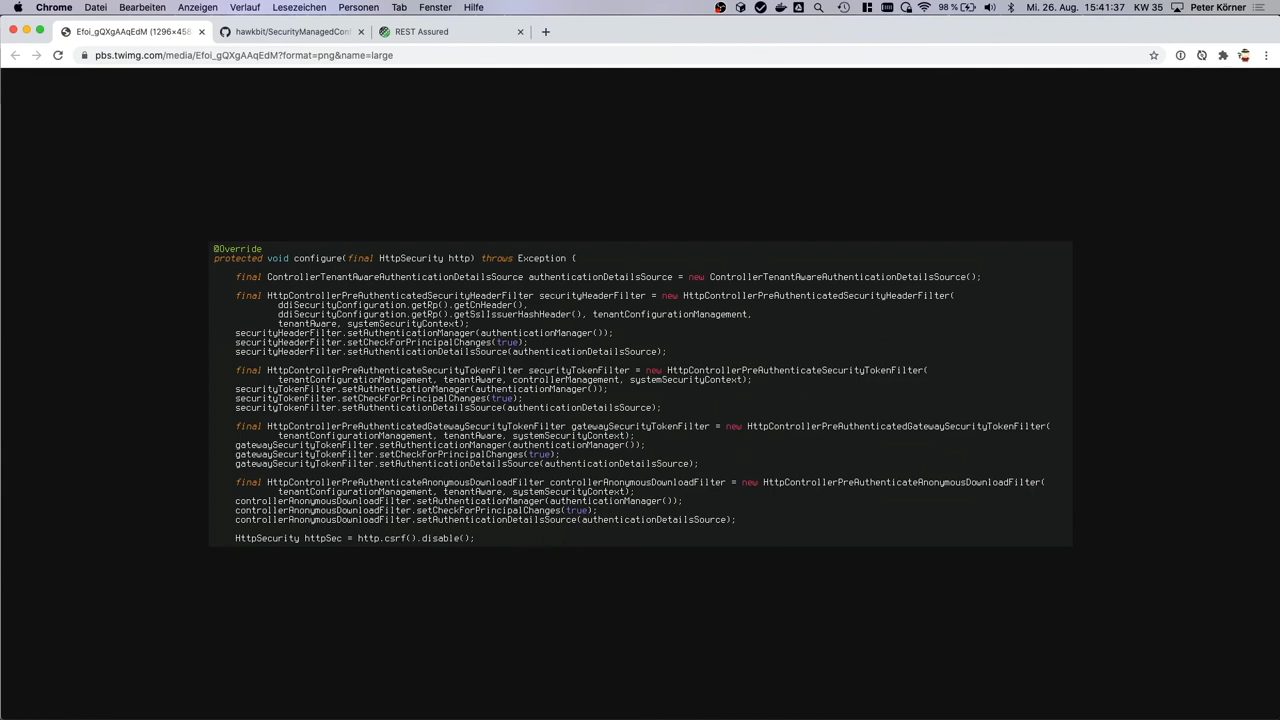 Chrome Datei Bearbeiten Anzeigen Verlauf Lesezeichen Personen Tab Fenster Hilfe 98 % Mi. 26. Aug. 15:41:37 KW 35 Peter Körner
Efoi_gQXgAAqEdM (1296×458 hawkbit/SecurityManagedCon REST Assured
pbs.twimg.com/media/Efoi_gQXgAAqEdM?format=png&name=large
@Override
protected void configure(final HttpSecurity http) throws Exception {
final ControllerTenantAwareAuthenticationDetailsSource authenticationDetailsSource = new ControllerTenantAwareAuthenticationDetailsSource();
final HttpControllerPreAuthenticatedSecurityHeaderFilter securityHeaderFilter = new HttpControllerPreAuthenticatedSecurityHeaderFilter(
ddiSecurityConfiguration.getRp().getCnHeader(),
ddiSecurityConfiguration.getRp().getSslIssuerHashHeader(), tenantConfigurationManagement,
tenantAware, systemSecurityContext);
securityHeaderFilter.setAuthenticationManager(authenticationManager());
securityHeaderFilter.setCheckForPrincipalChanges(true);
securityHeaderFilter.setAuthenticationDetailsSource(authenticationDetailsSource);
final HttpControllerPreAuthenticateSecurityTokenFilter securityTokenFilter = new HttpControllerPreAuthenticateSecurityTokenFilter(
tenantConfigurationManagement, tenantAware, controllerManagement, systemSecurityContext);
securityTokenFilter.setAuthenticationManager(authenticationManager());
securityTokenFilter.setCheckForPrincipalChanges(true);
securityTokenFilter.setAuthenticationDetailsSource(authenticationDetailsSource);
final HttpControllerPreAuthenticatedGatewaySecurityTokenFilter gatewaySecurityTokenFilter = new HttpControllerPreAuthenticatedGatewaySecurityTokenFilter(
tenantConfigurationManagement, tenantAware, systemSecurityContext);
gatewaySecurityTokenFilter.setAuthenticationManager(authenticationManager());
gatewaySecurityTokenFilter.setCheckForPrincipalChanges(true);
gatewaySecurityTokenFilter.setAuthenticationDetailsSource(authenticationDetailsSource);
final HttpControllerPreAuthenticateAnonymousDownloadFilter controllerAnonymousDownloadFilter = new HttpControllerPreAuthenticateAnonymousDownloadFilter(
tenantConfigurationManagement, tenantAware, systemSecurityContext);
controllerAnonymousDownloadFilter.setAuthenticationManager(authenticationManager());
controllerAnonymousDownloadFilter.setCheckForPrincipalChanges(true);
controllerAnonymousDownloadFilter.setAuthenticationDetailsSource(authenticationDetailsSource);
HttpSecurity httpSec = http.csrf().disable();